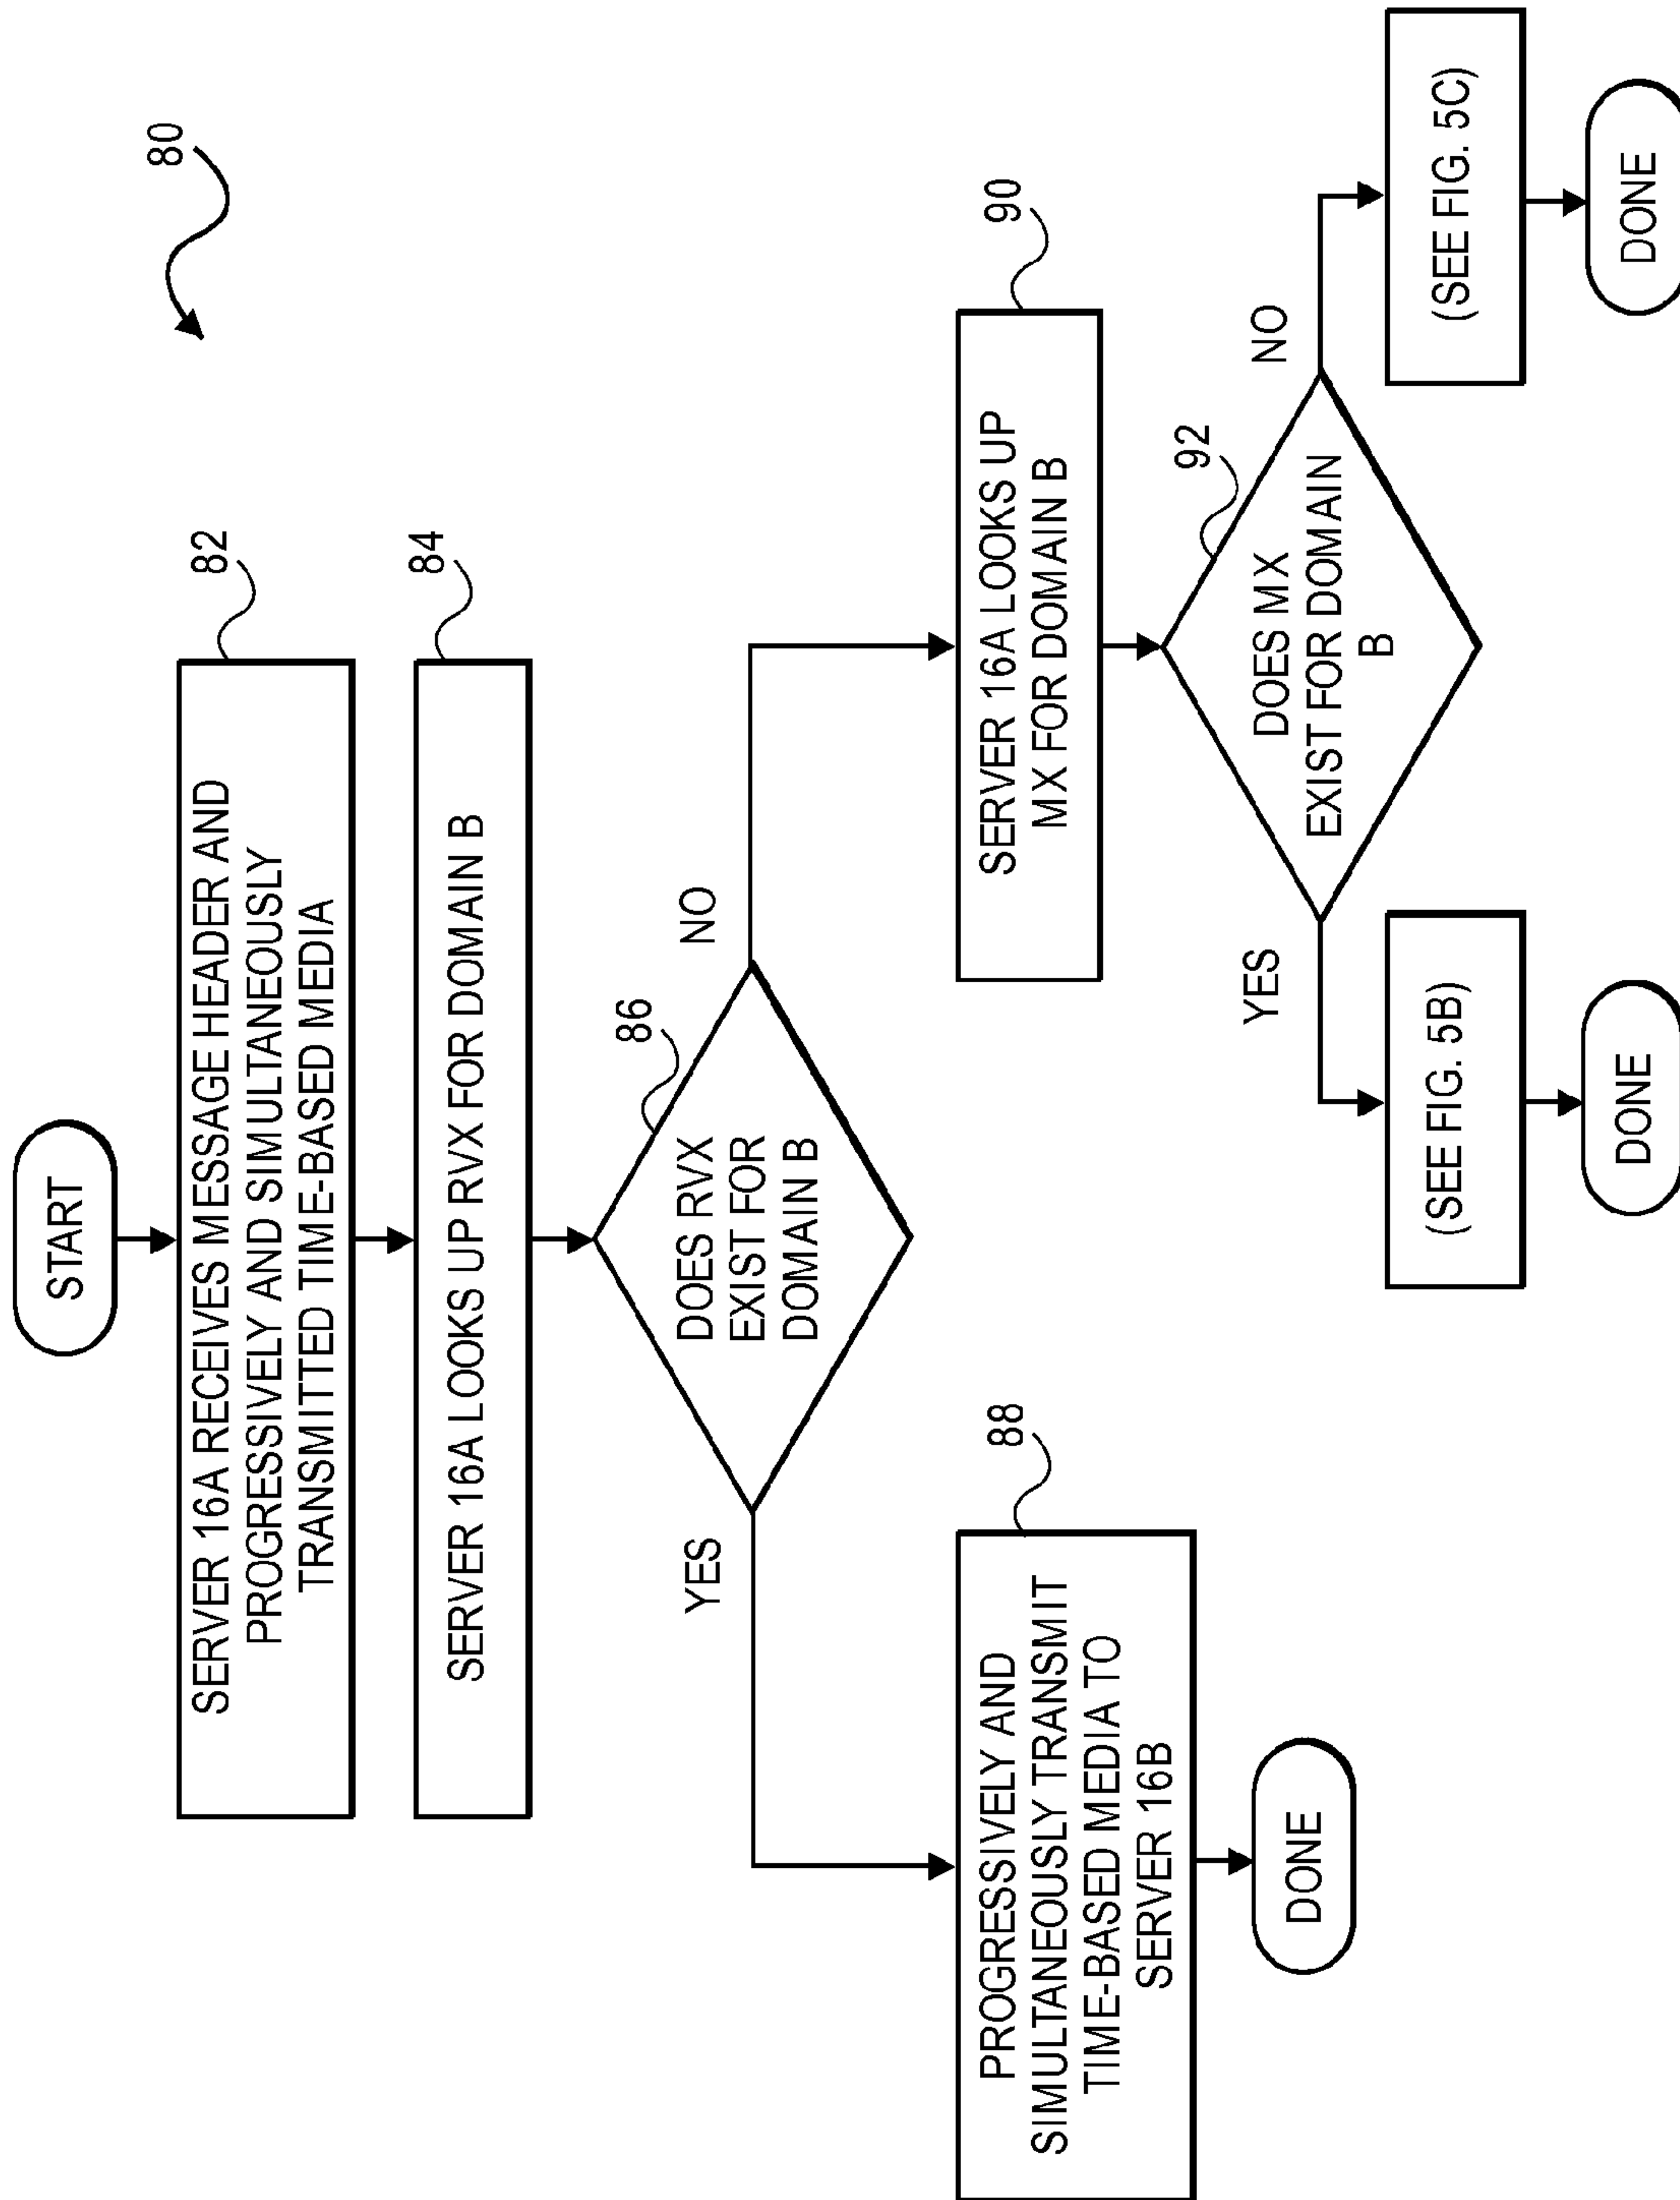 80
START
SERVER 16A RECEIVES MESSAGE HEADER AND
PROGRESSIVELY AND SIMULTANEOUSLY
TRANSMITTED TIME-BASED MEDIA
82
SERVER 16A LOOKS UP RVX FOR DOMAIN B
84
DOES RVX
EXIST FOR
DOMAIN B
86
YES
NO
PROGRESSIVELY AND
SIMULTANEOUSLY TRANSMIT
TIME-BASED MEDIA TO
SERVER 16B
88
DONE
SERVER 16A LOOKS UP
MX FOR DOMAIN B
90
DOES MX
EXIST FOR DOMAIN
B
92
YES
NO
(SEE FIG. 5B)
DONE
(SEE FIG. 5C)
DONE